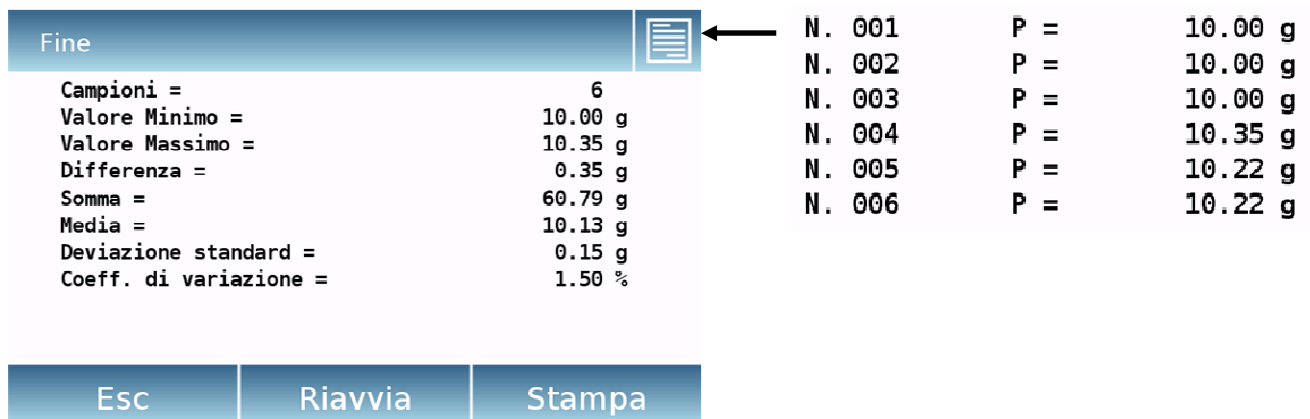 Fine
Campioni = 6
Valore Minimo = 10.00 g
Valore Massimo = 10.35 g
Differenza = 0.35 g
Somma = 60.79 g
Media = 10.13 g
Deviazione standard = 0.15 g
Coeff. di variazione = 1.50 %
Esc Riavvia Stampa
N. 001 P = 10.00 g
N. 002 P = 10.00 g
N. 003 P = 10.00 g
N. 004 P = 10.35 g
N. 005 P = 10.22 g
N. 006 P = 10.22 g